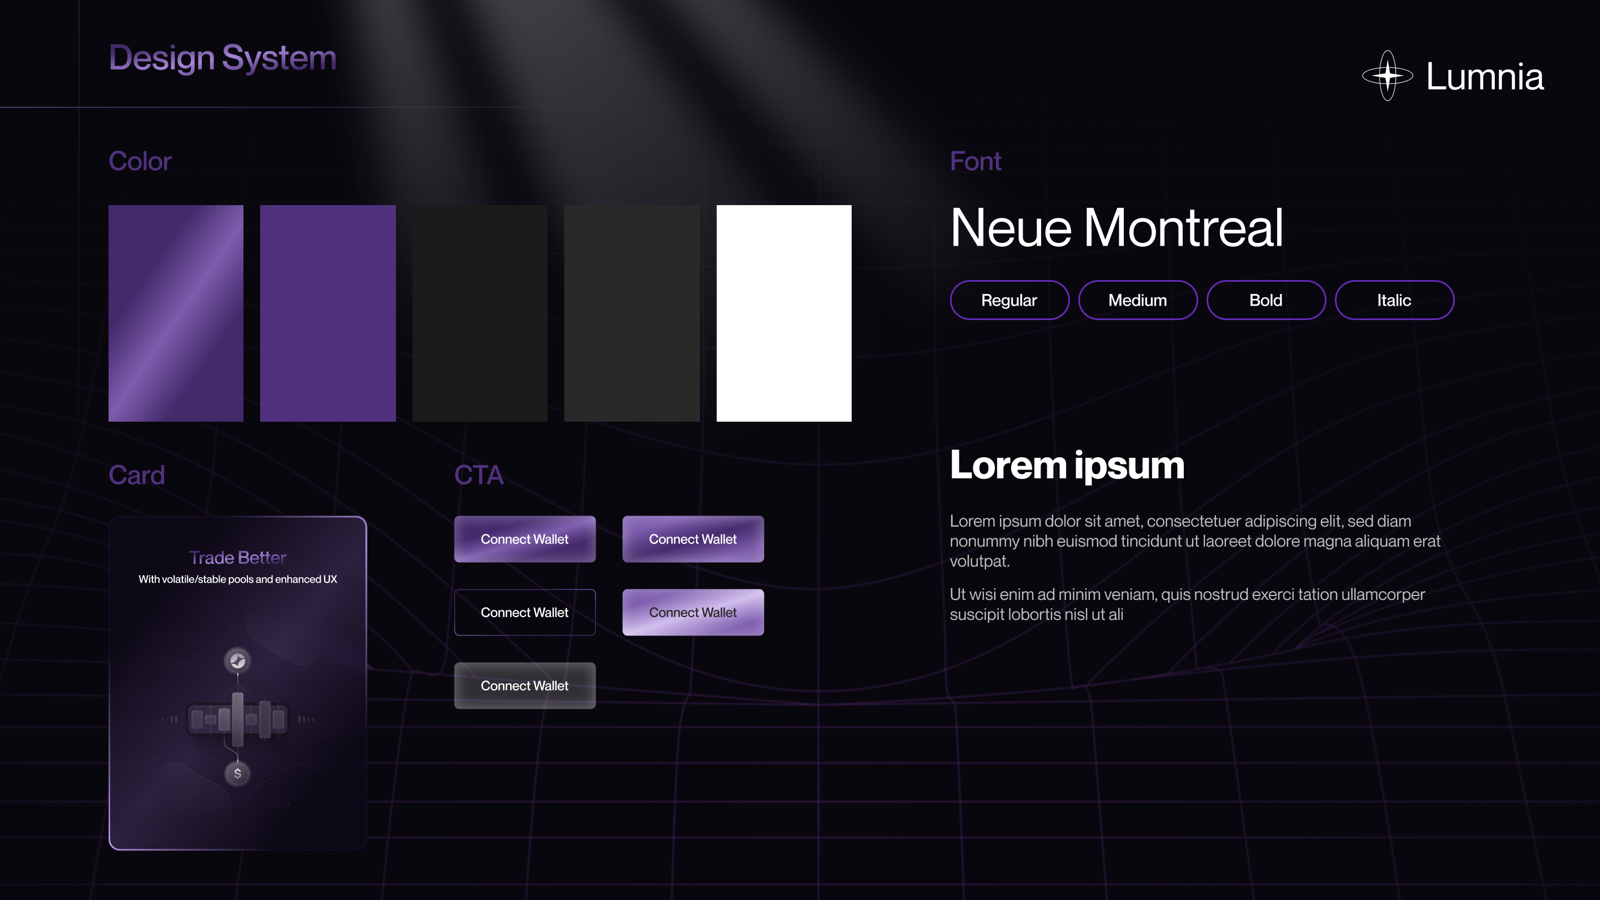 Design System
Lumnia
Color
Font
Neue Montreal
Regular
Medium
Bold
Italic
Card
CTA
Trade Better
With volatile/stable pools and enhanced UX
$
Connect Wallet
Connect Wallet
Connect Wallet
Connect Wallet
Connect Wallet
Lorem ipsum
Lorem ipsum dolor sit amet, consectetuer adipiscing elit, sed diam
nonummy nibh euismod tincidunt ut laoreet dolore magna aliquam erat
volutpat.
Ut wisi enim ad minim veniam, quis nostrud exerci tation ullamcorper
suscipit lobortis nisl ut ali